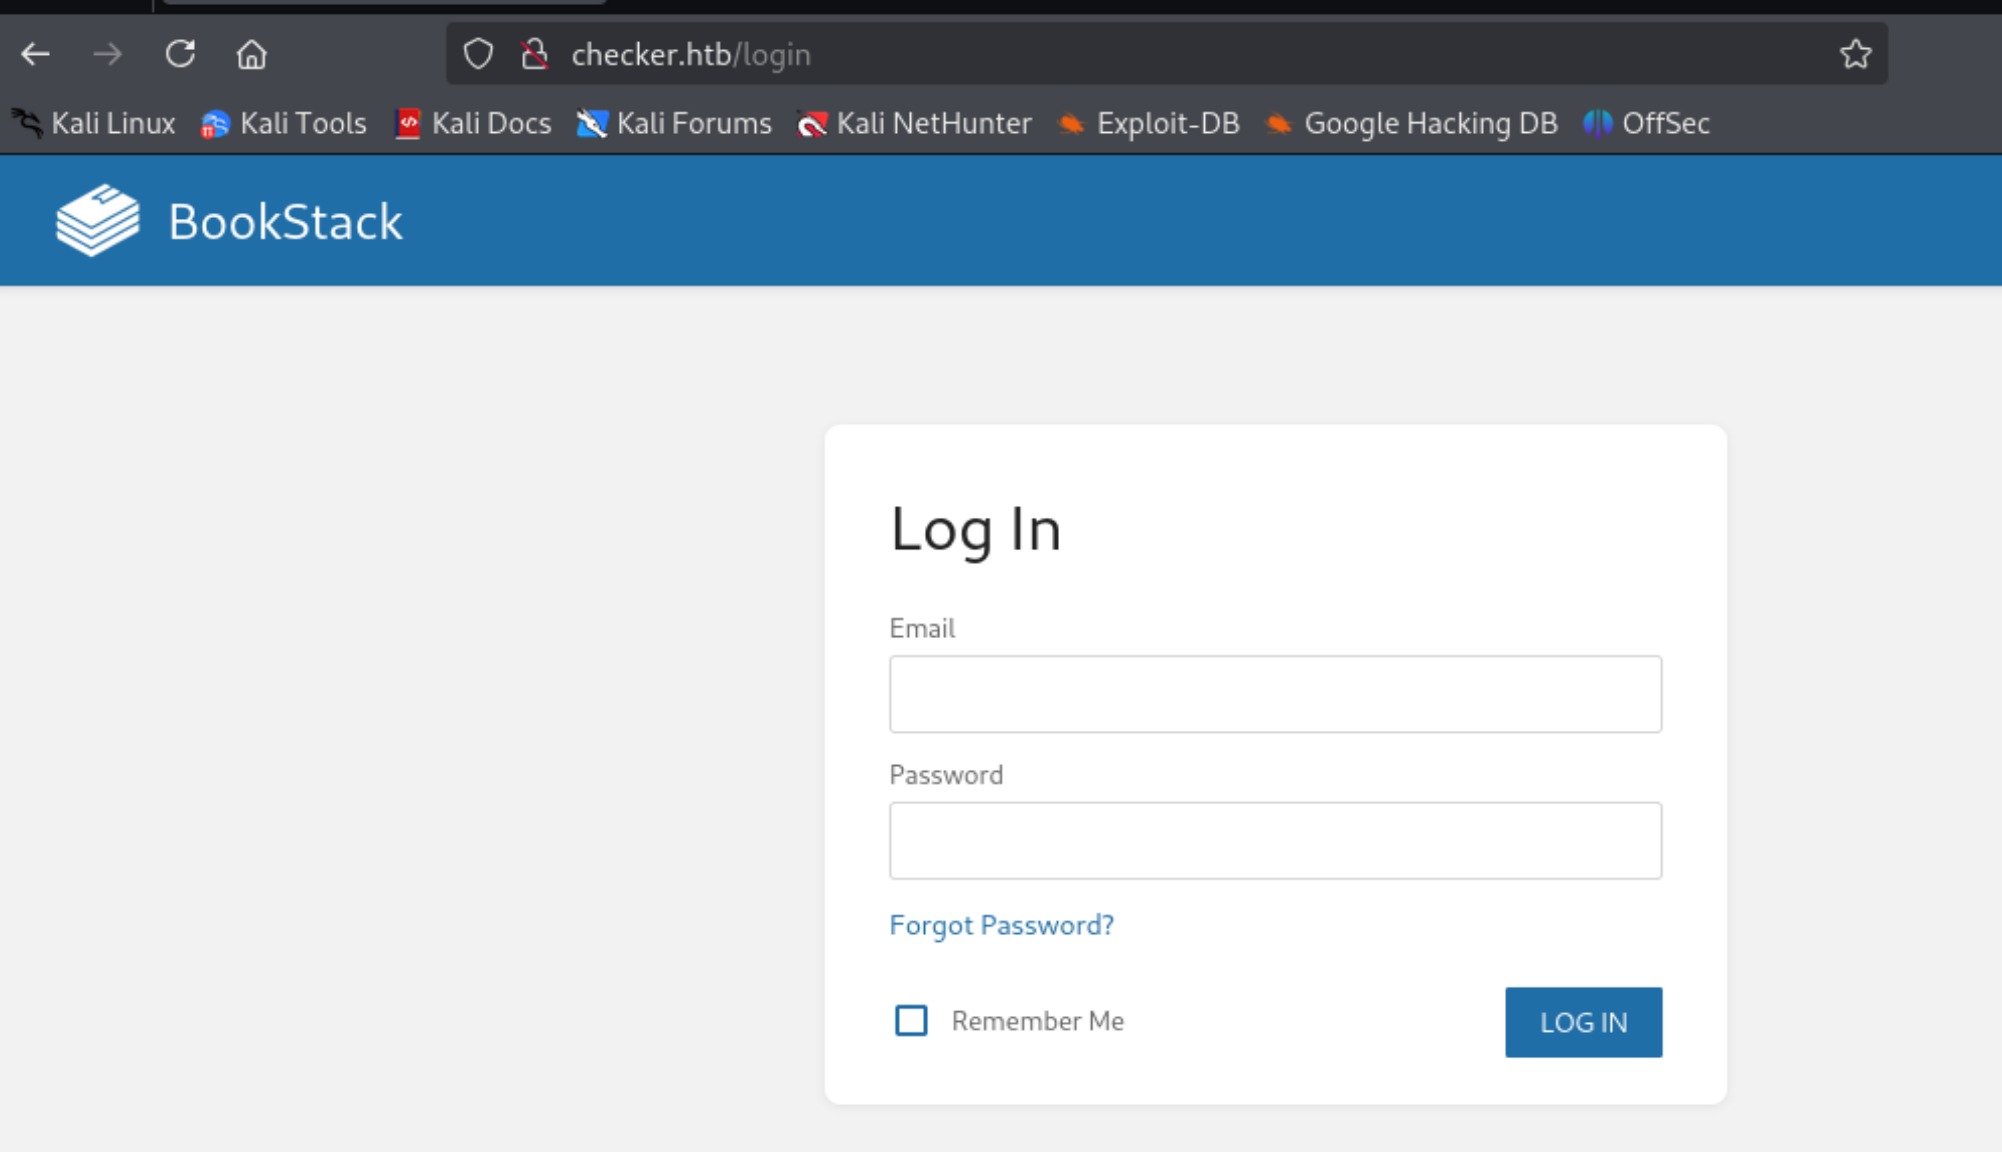 checker.htb/login
Kali Linux Kali Tools Kali Docs Kali Forums Kali NetHunter Exploit-DB Google Hacking DB OffSec
BookStack
Log In
Email
Password
Forgot Password?
Remember Me LOG IN